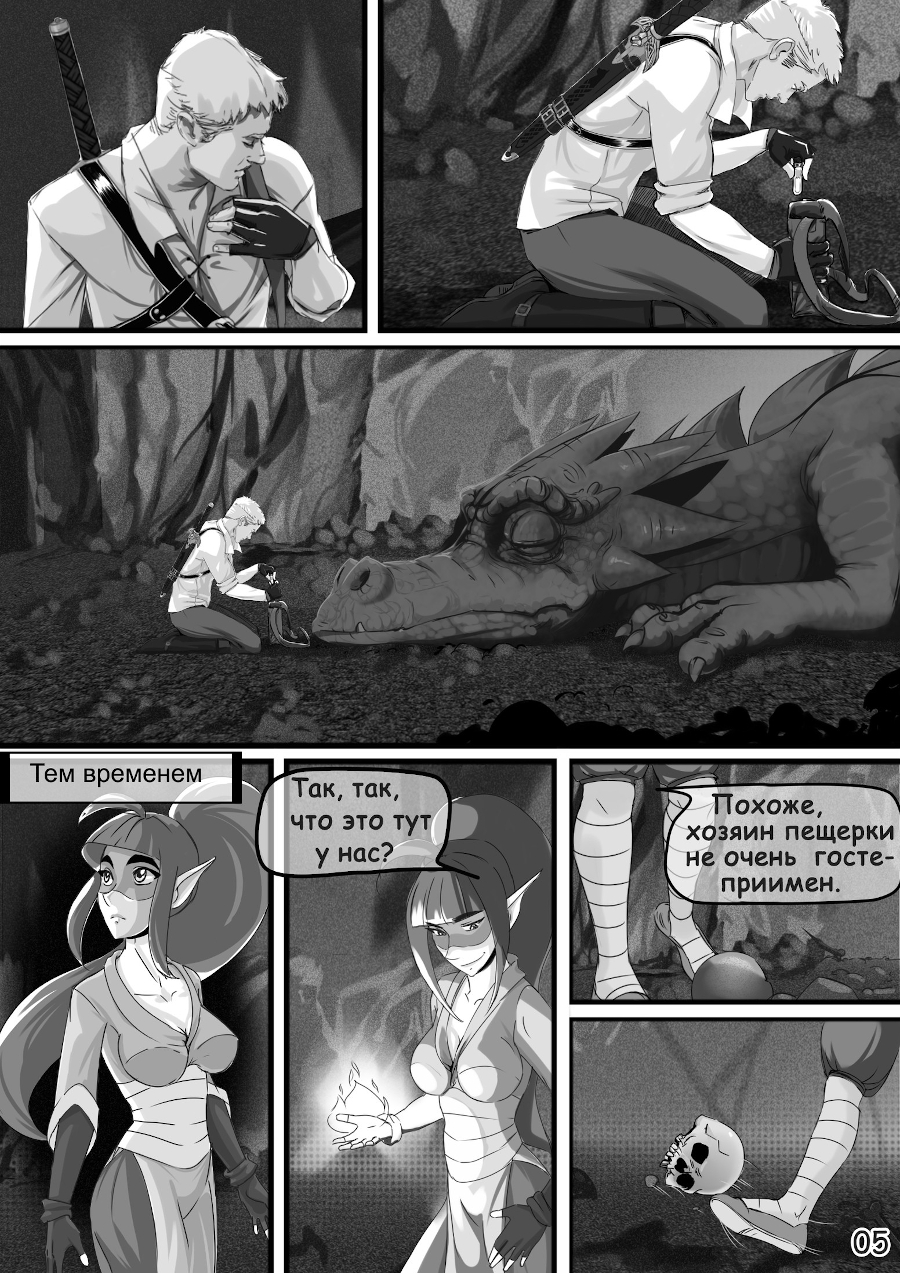 Тем временем
Так, так,
что это тут
у нас?
Похоже,
хозяин пещерки
не очень госте-
приимен.
05